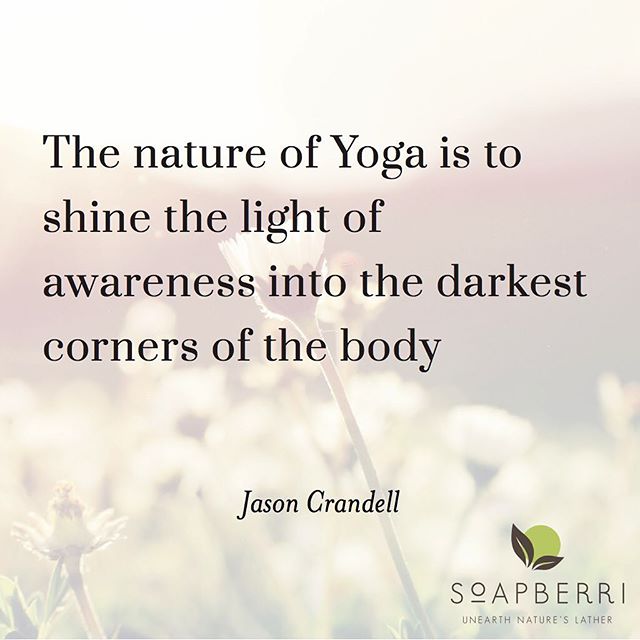 The nature of Yoga is to
shine the light of
awareness into the darkest
corners of the body
Jason Crandell
SOAPBERRI
UNEARTH NATURE'S LATHER